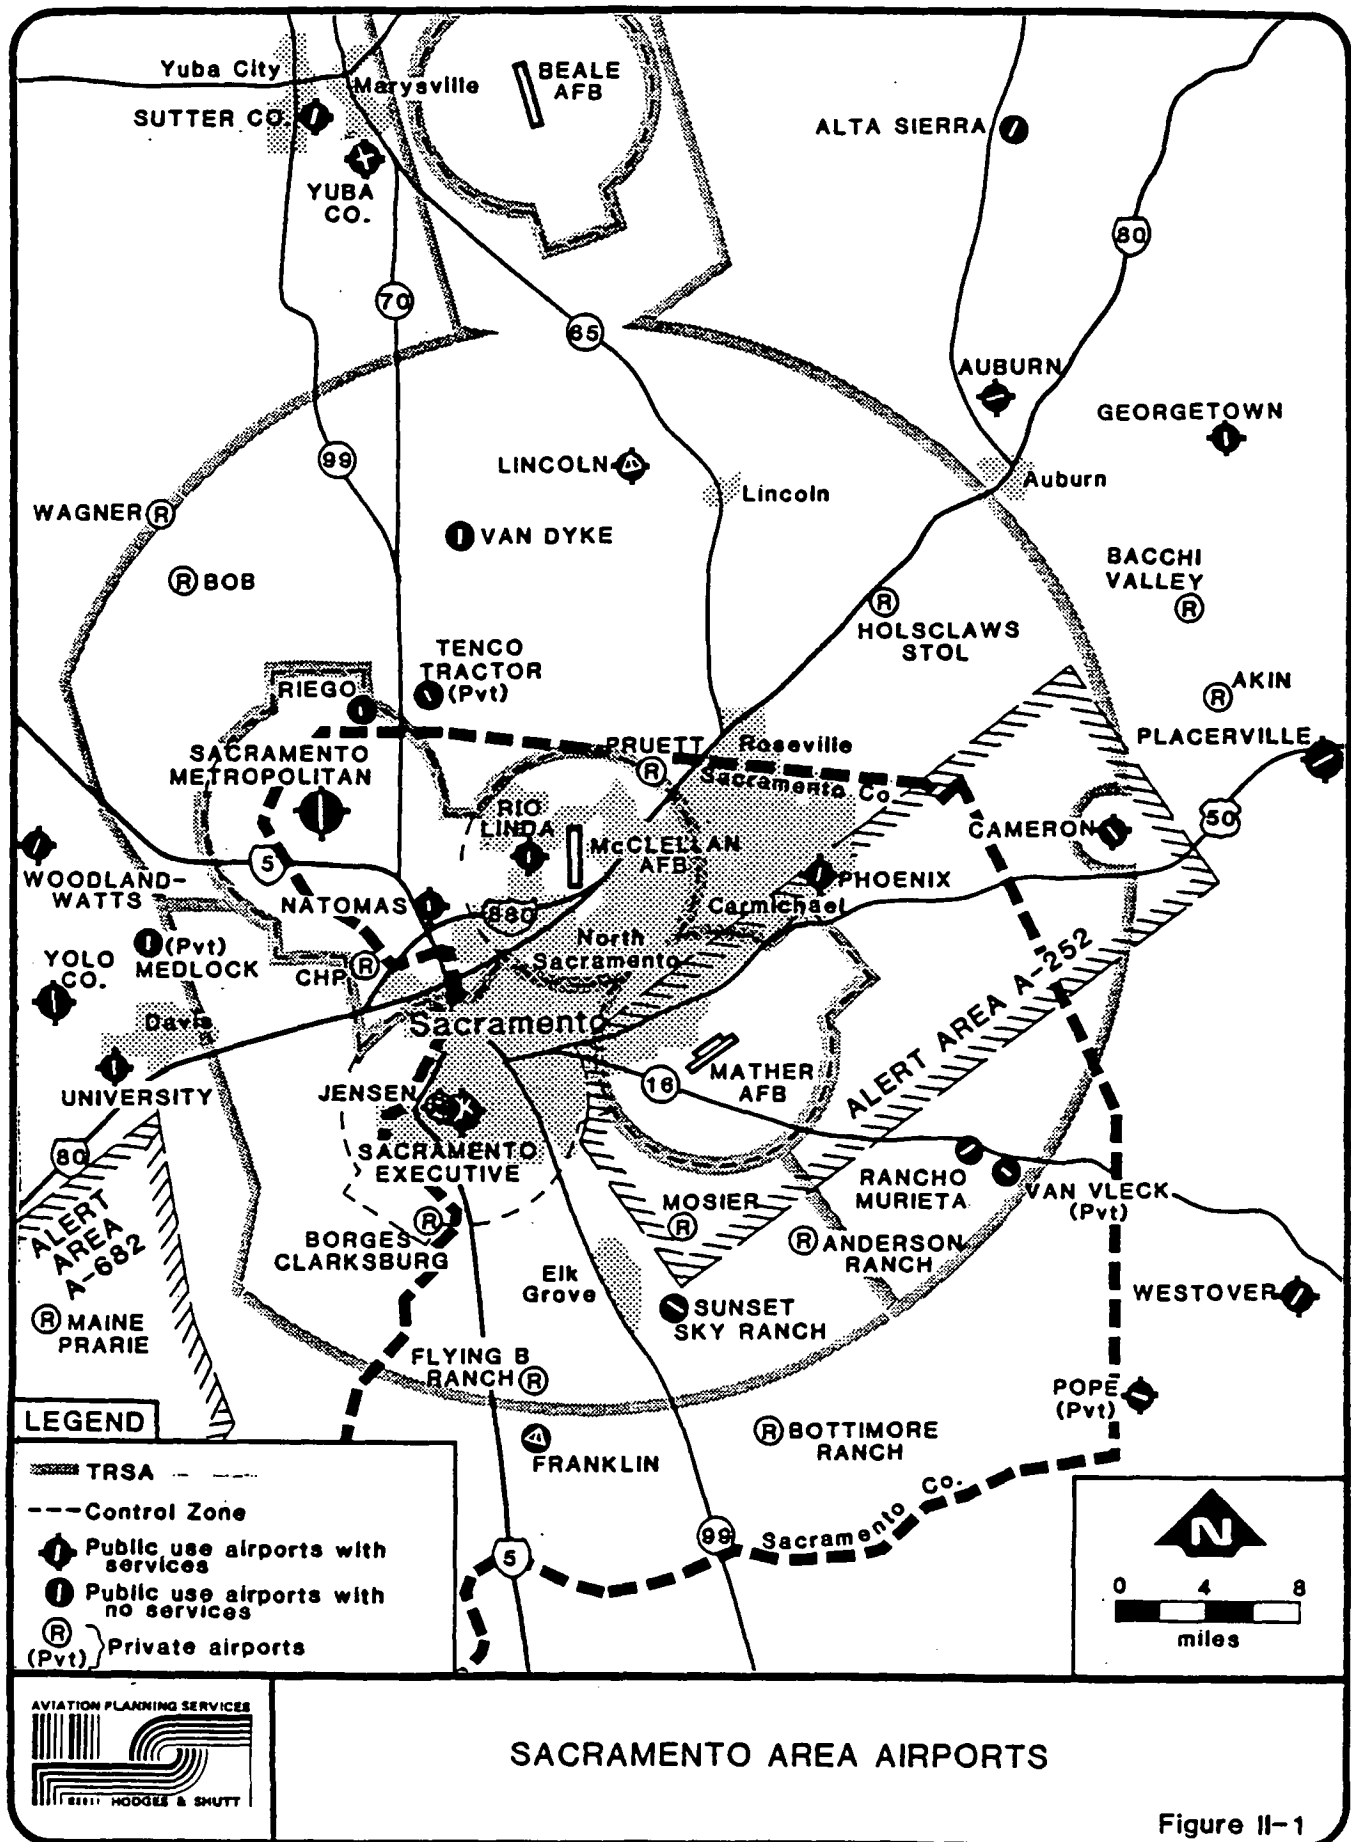 Yuba City
Marysville
BEALE
AFB
SUTTER CO.
ALTA SIERRA
YUBA
CO.
80
70
65
AUBURN
GEORGETOWN
99
LINCOLN
Lincoln
Auburn
WAGNER
R
VAN DYKE
R
BOB
BACCHI
VALLEY
R
R
HOLSCLAWS
STOL
TENCO
TRACTOR
(Pvt)
RIEGO
AKIN
R
PLACERVILLE
SACRAMENTO
METROPOLITAN
PRUETT
R
Roseville
Sacramento Co.
RIO
LINDA
50
CAMERON
McCLELLAN
AFB
5
WOODLAND-
WATTS
PHOENIX
NATOMAS
880
Carmichael
YOLO
CO.
(Pvt)
MEDLOCK
CHP
R
North
Sacramento
ALERT AREA A-252
Davis
Sacramento
UNIVERSITY
JENSEN
16
MATHER
AFB
80
SACRAMENTO
EXECUTIVE
RANCHO
MURIETA
VAN VLECK
(Pvt)
ALERT
AREA
A-682
MOSIER
R
BORGES
CLARKSBURG
R
R
ANDERSON
RANCH
Elk
Grove
WESTOVER
R
MAINE
PRARIE
SUNSET
SKY RANCH
FLYING B
RANCH
R
POPE
(Pvt)
R
BOTTIMORE
RANCH
FRANKLIN
99
Sacramento Co.
5
LEGEND
TRSA
Control Zone
Public use airports with
services
Public use airports with
no services
R
(Pvt)
Private airports
N
0 4 8
miles
AVIATION PLANNING SERVICES
HODGES & SHUTT
SACRAMENTO AREA AIRPORTS
Figure II-1